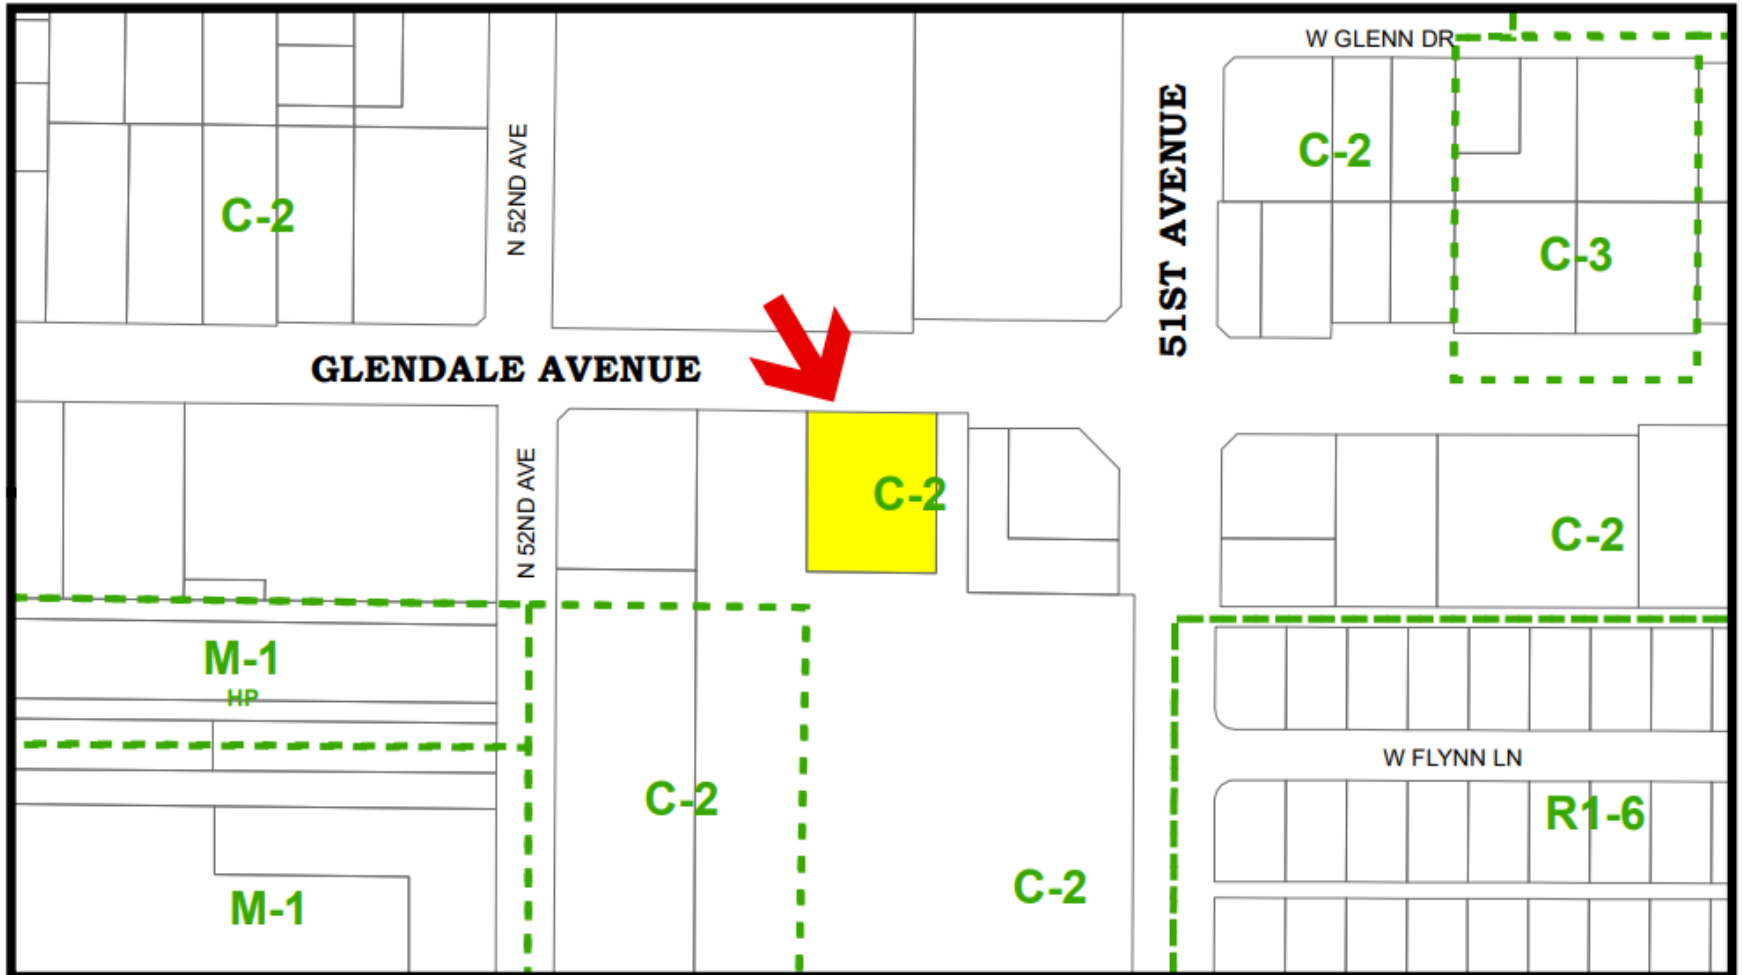 W GLENN DR
C-2
C-2
N 52ND AVE
51ST AVENUE
C-3
GLENDALE AVENUE
C-2
N 52ND AVE
C-2
M-1
HP
W FLYNN LN
C-2
R1-6
C-2
M-1